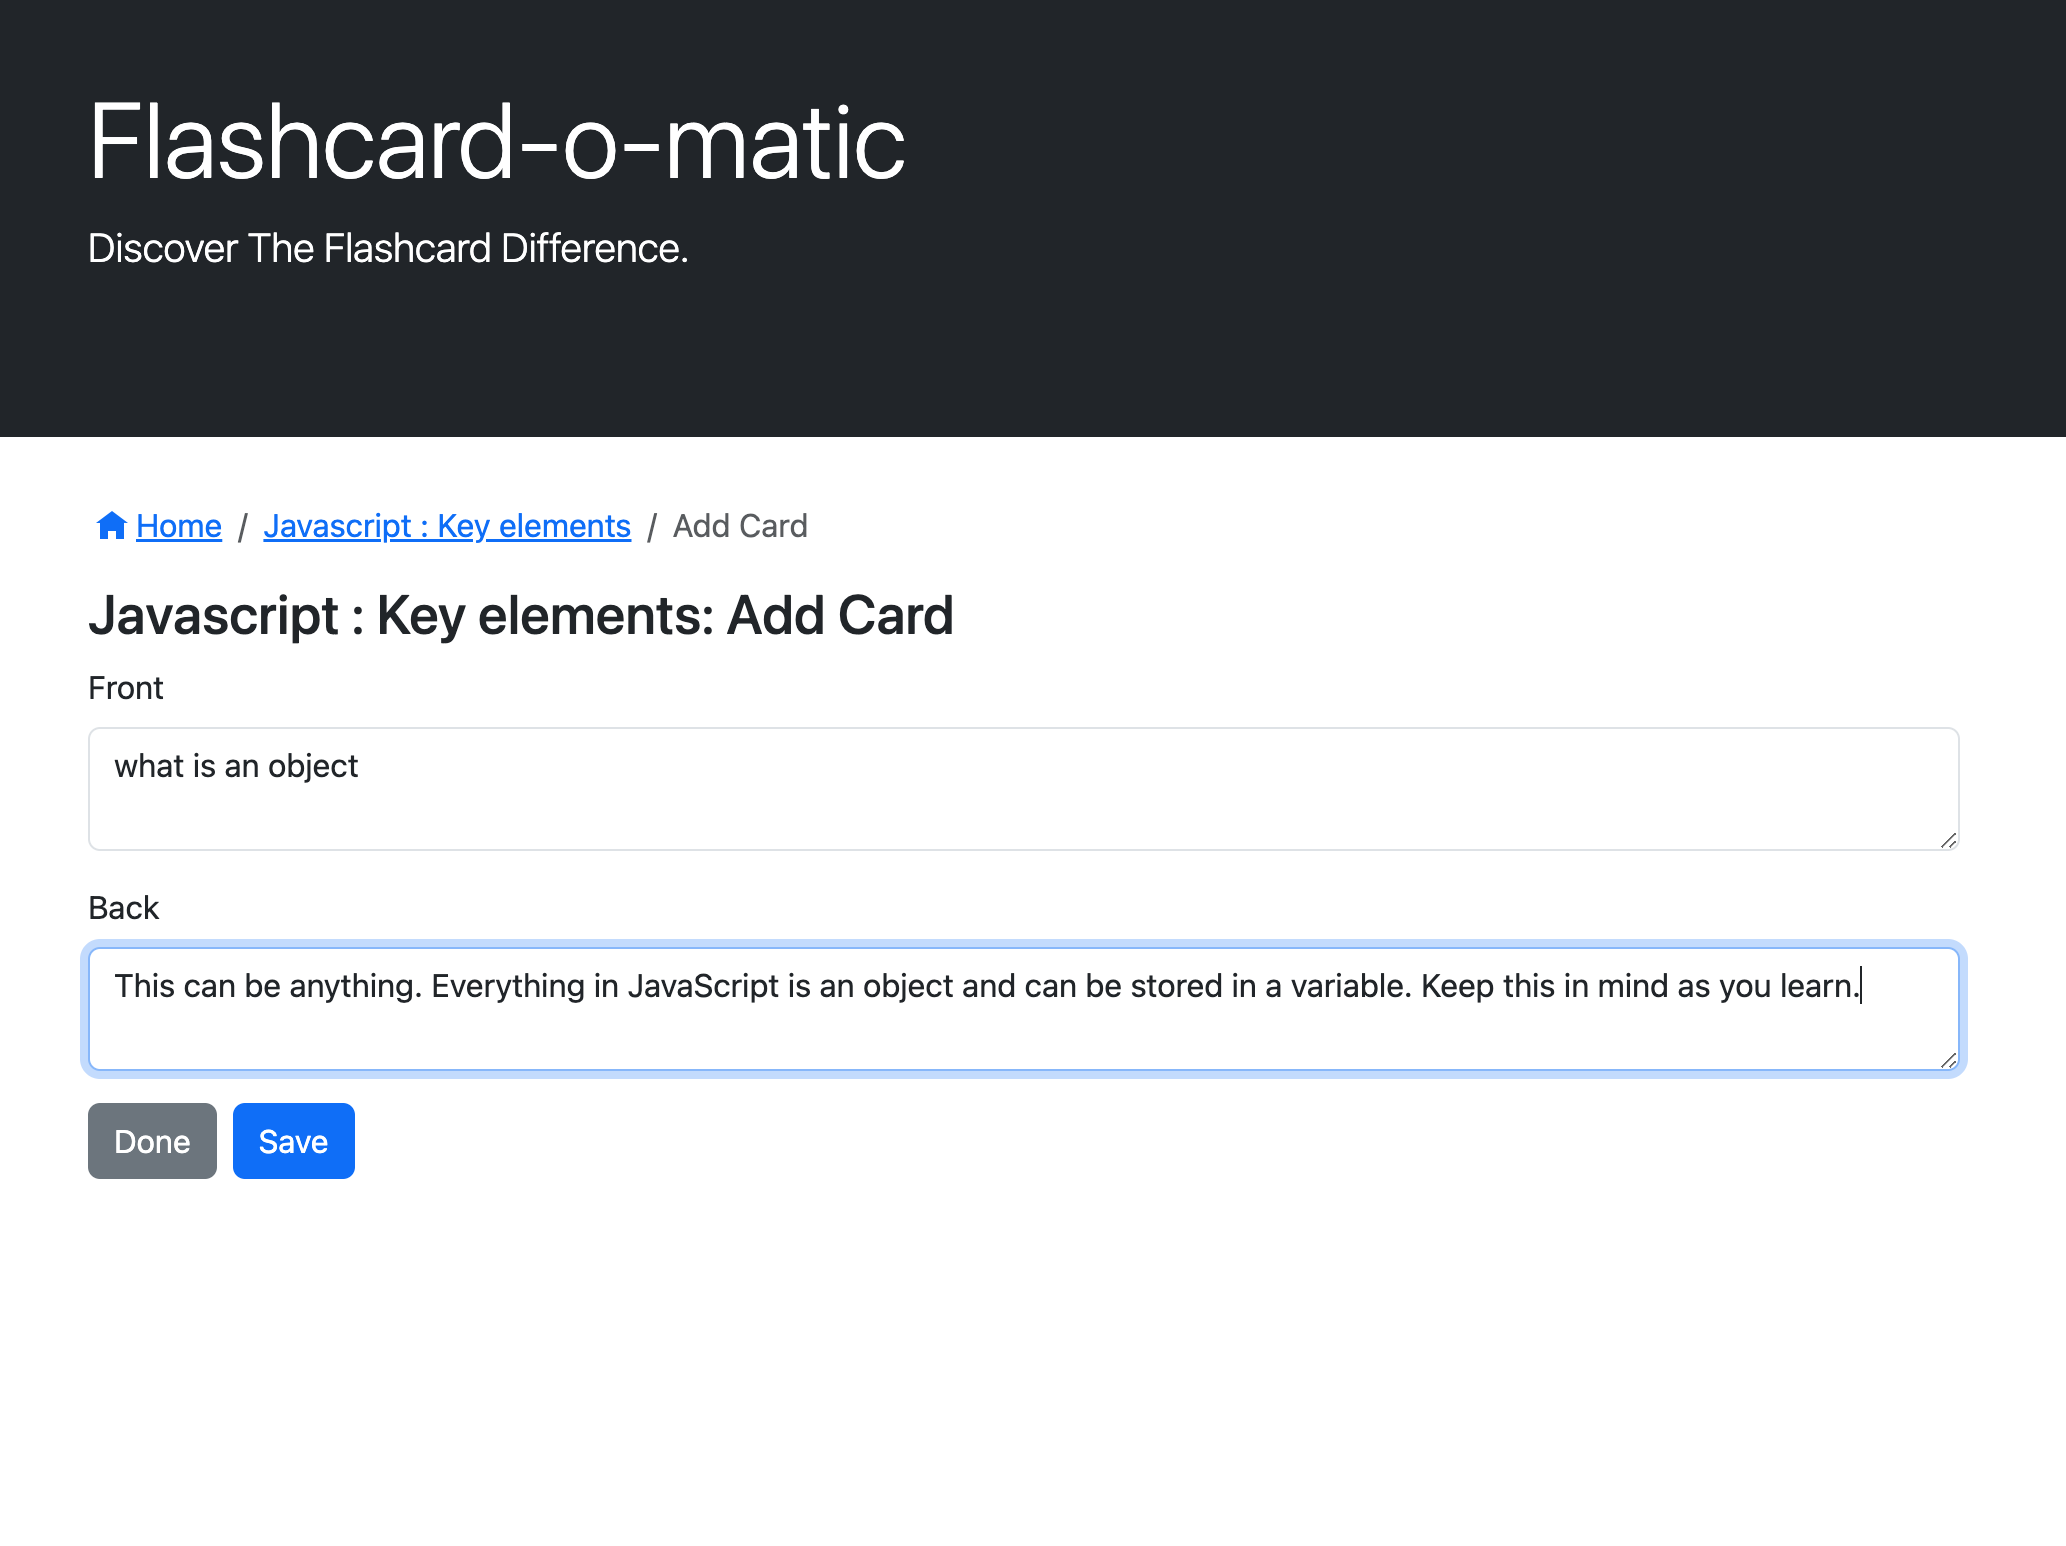 Flashcard-o-matic
Discover The Flashcard Difference.
Home / Javascript : Key elements / Add Card
Javascript : Key elements: Add Card
Front
what is an object
Back
This can be anything. Everything in JavaScript is an object and can be stored in a variable. Keep this in mind as you learn.
Done Save